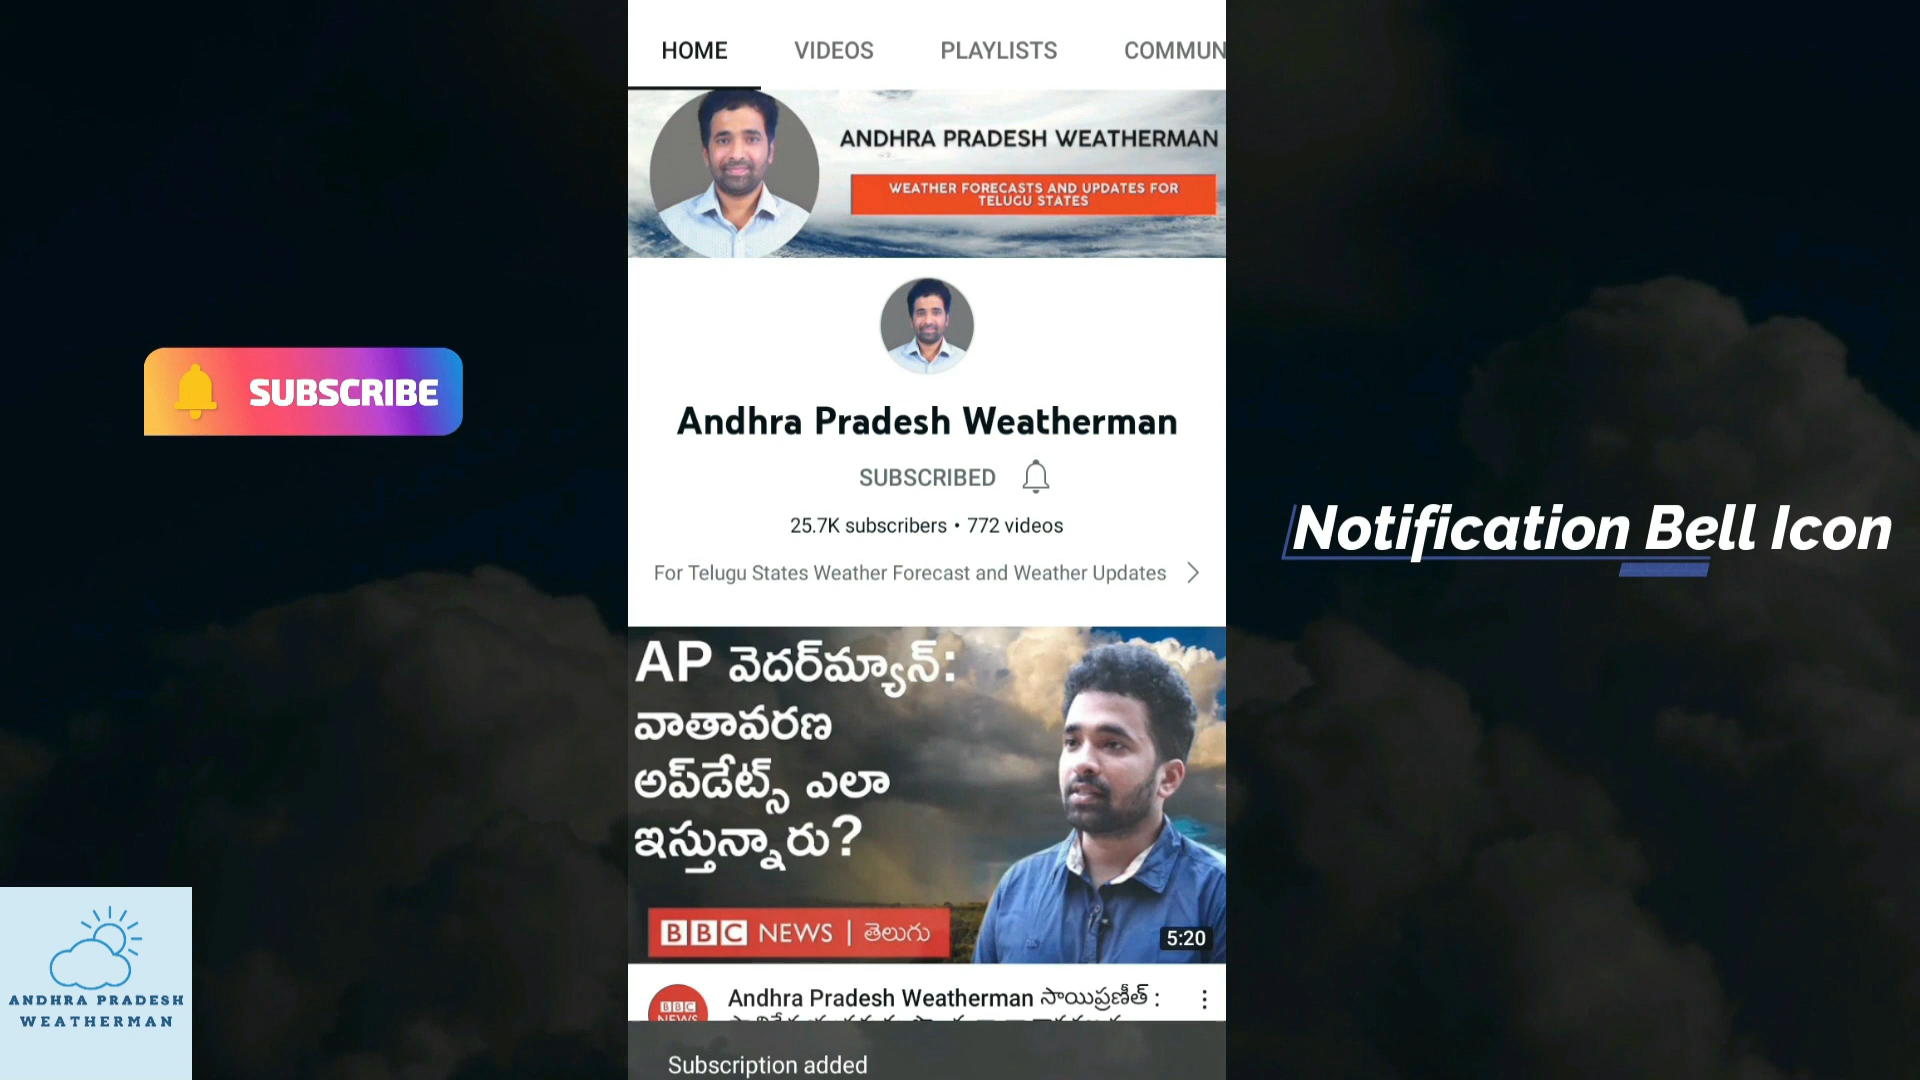 HOME VIDEOS PLAYLISTS COMMUN
ANDHRA PRADESH WEATHERMAN
WEATHER FORECASTS AND UPDATES FOR
TELUGU STATES
SUBSCRIBE
Andhra Pradesh Weatherman
SUBSCRIBED
25.7K subscribers • 772 videos
For Telugu States Weather Forecast and Weather Updates
Notification Bell Icon
AP వెదర్‌మ్యాన్:
వాతావరణ
అప్‌డేట్స్ ఎలా
ఇస్తున్నారు?
BBC NEWS | తెలుగు
5:20
BBC
NEWS
Andhra Pradesh Weatherman సాయిప్రణీత్ :
Subscription added
ANDHRA PRADESH
WEATHERMAN